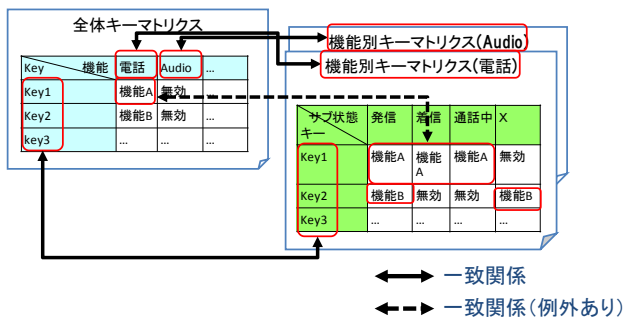 全体キーマトリクス
機能別キーマトリクス(Audio)
機能別キーマトリクス(電話)
Key 機能 電話 Audio …
Key1 機能A 無効 …
Key2 機能B 無効 …
key3 … … …
サブ状態 キー 発信 着信 通話中 X
Key1 機能A 機能A 機能A 無効
Key2 機能B 無効 無効 機能B
Key3 … … …
一致関係
一致関係(例外あり)